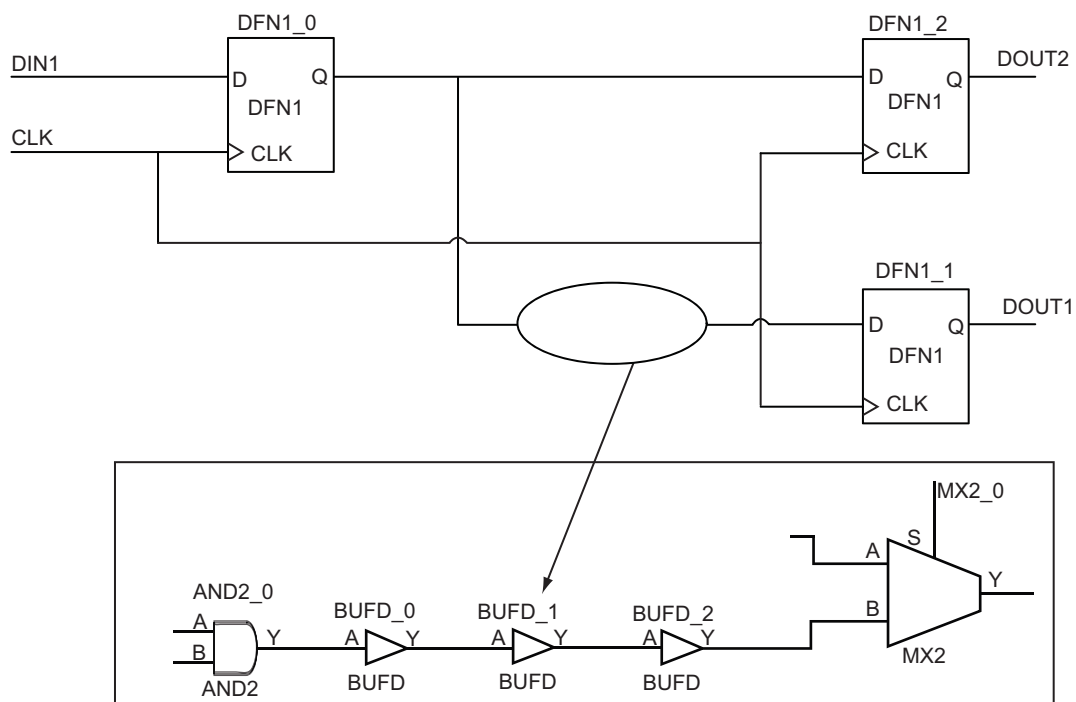 DFN1_0
DFN1_2
DIN1
D
Q
DFN1
CLK
CLK
D
Q
DFN1
CLK
DOUT2
DFN1_1
D
Q
DFN1
CLK
DOUT1
MX2_0
S
A
B
Y
MX2
AND2_0
A
B
Y
AND2
BUFD_0
A
Y
BUFD
BUFD_1
A
Y
BUFD
BUFD_2
A
Y
BUFD